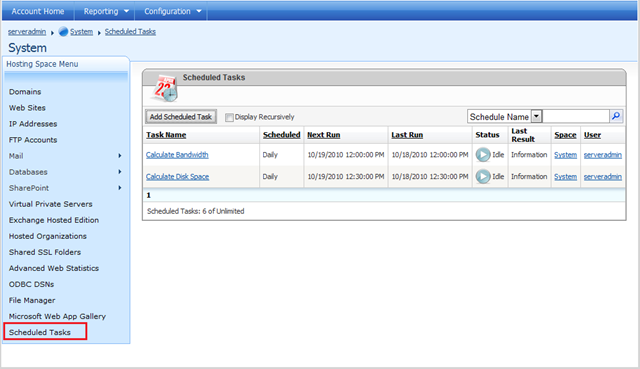 Account Home Reporting Configuration
serveradmin System Scheduled Tasks
System
Hosting Space Menu
Domains
Web Sites
IP Addresses
FTP Accounts
Mail
Databases
SharePoint
Virtual Private Servers
Exchange Hosted Edition
Hosted Organizations
Shared SSL Folders
Advanced Web Statistics
ODBC DSNs
File Manager
Microsoft Web App Gallery
Scheduled Tasks
Scheduled Tasks
Add Scheduled Task Display Recursively Schedule Name
Task Name Scheduled Next Run Last Run Status Last Result Space User
Calculate Bandwidth Daily 10/19/2010 12:00:00 PM 10/18/2010 12:00:00 PM Idle Information System serveradmin
Calculate Disk Space Daily 10/19/2010 12:30:00 PM 10/18/2010 12:30:00 PM Idle Information System serveradmin
1
Scheduled Tasks: 6 of Unlimited